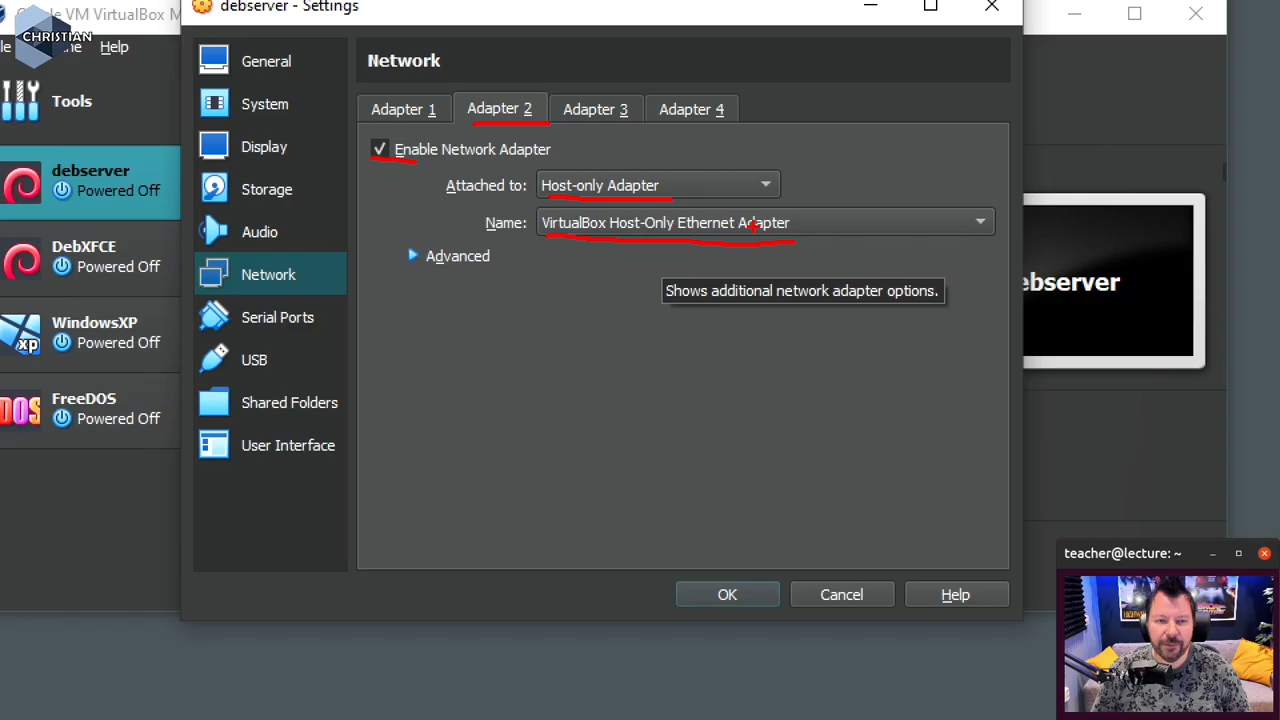 debserver - Settings
Oracle VM VirtualBox M
CHRISTIAN
Help
Tools
debserver
Powered Off
DebXFCE
Powered Off
WindowsXP
Powered Off
FreeDOS
Powered Off
General
System
Display
Storage
Audio
Network
Serial Ports
USB
Shared Folders
User Interface
Network
Adapter 1 Adapter 2 Adapter 3 Adapter 4
Enable Network Adapter
Attached to: Host-only Adapter
Name: VirtualBox Host-Only Ethernet Adapter
Advanced
Shows additional network adapter options.
OK Cancel Help
ebserver
teacher@lecture: ~